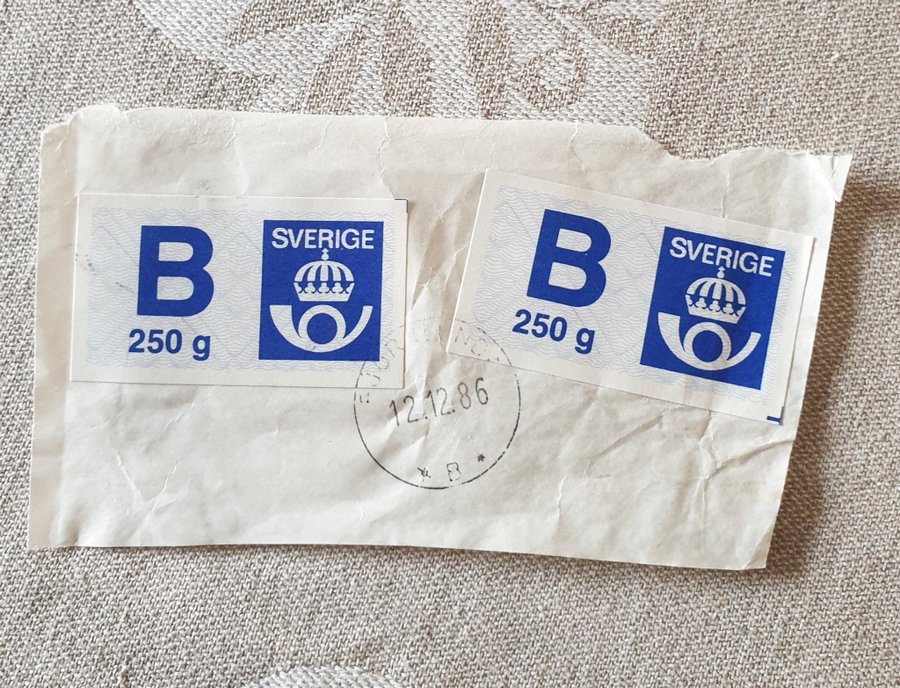 B
250 g
SVERIGE
B
250 g
SVERIGE
12.12.86
* B *